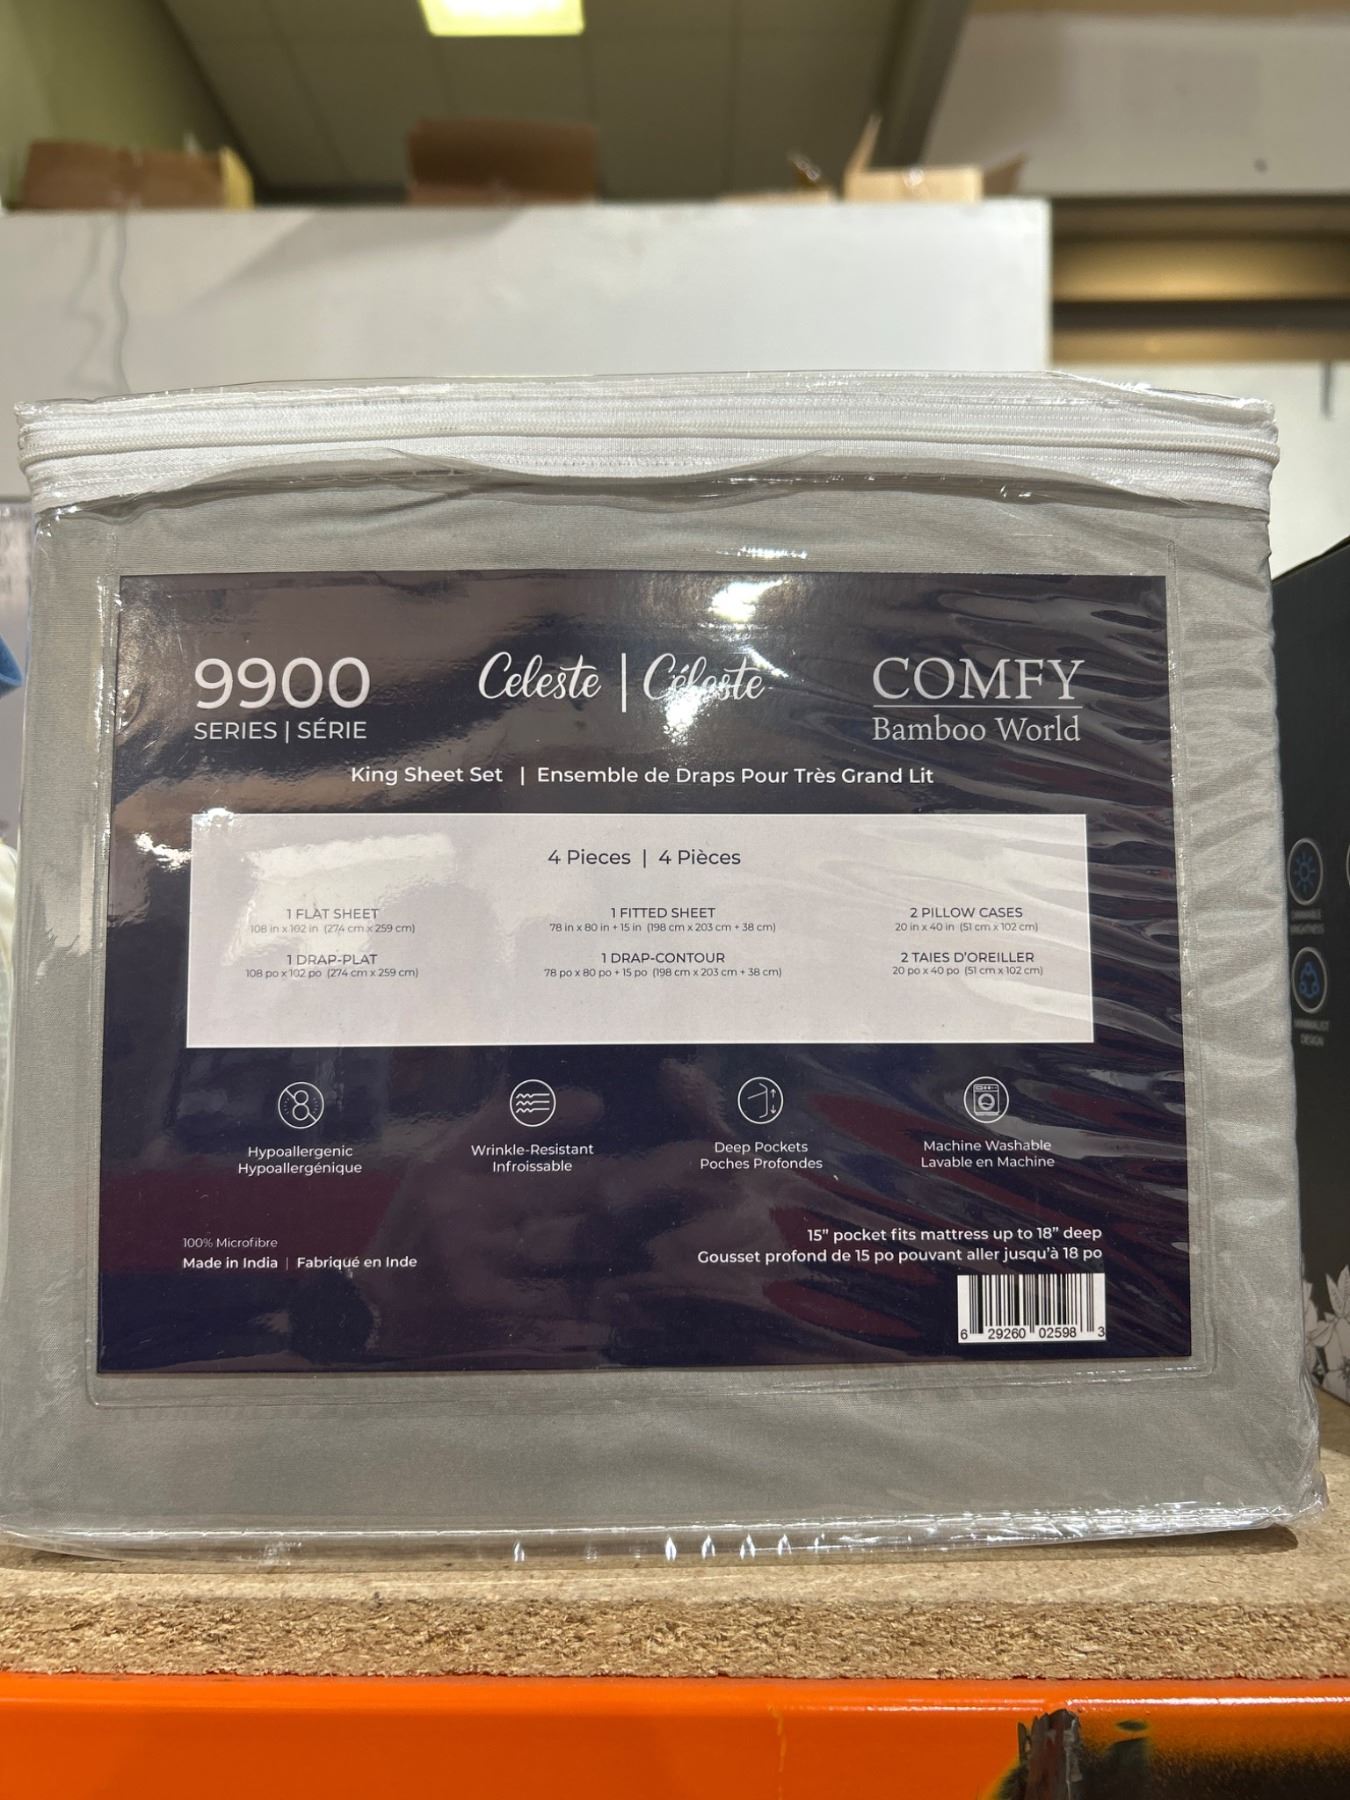 9900
SERIES | SÉRIE
Celeste | Céleste
COMFY
Bamboo World
King Sheet Set | Ensemble de Draps Pour Très Grand Lit
4 Pieces | 4 Pièces
1 FLAT SHEET
108 in x 102 in (274 cm x 259 cm)
1 DRAP-PLAT
108 po x 102 po (274 cm x 259 cm)
1 FITTED SHEET
78 in x 80 in + 15 in (198 cm x 203 cm + 38 cm)
1 DRAP-CONTOUR
78 po x 80 po + 15 po (198 cm x 203 cm + 38 cm)
2 PILLOW CASES
20 in x 40 in (51 cm x 102 cm)
2 TAIES D'OREILLER
20 po x 40 po (51 cm x 102 cm)
Hypoallergenic
Hypoallergénique
Wrinkle-Resistant
Infroissable
Deep Pockets
Poches Profondes
Machine Washable
Lavable en Machine
100% Microfibre
Made in India | Fabriqué en Inde
15” pocket fits mattress up to 18” deep
Gousset profond de 15 po pouvant aller jusqu'à 18 po
6 29260 02598 3
DESIGN